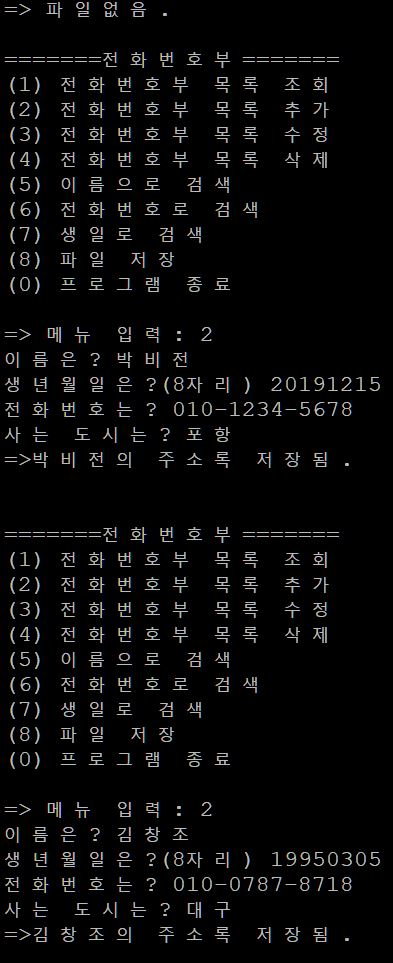 => 파일없음.
=======전화번호부=======
(1) 전화번호부 목록 조회
(2) 전화번호부 목록 추가
(3) 전화번호부 목록 수정
(4) 전화번호부 목록 삭제
(5) 이름으로 검색
(6) 전화번호로 검색
(7) 생일로 검색
(8) 파일 저장
(0) 프로그램 종료
=> 메뉴 입력 : 2
이름은? 박비전
생년월일은?(8자리) 20191215
전화번호는? 010-1234-5678
사는 도시는? 포항
=>박비전의 주소록 저장됨.
=======전화번호부=======
(1) 전화번호부 목록 조회
(2) 전화번호부 목록 추가
(3) 전화번호부 목록 수정
(4) 전화번호부 목록 삭제
(5) 이름으로 검색
(6) 전화번호로 검색
(7) 생일로 검색
(8) 파일 저장
(0) 프로그램 종료
=> 메뉴 입력 : 2
이름은? 김창조
생년월일은?(8자리) 19950305
전화번호는? 010-0787-8718
사는 도시는? 대구
=>김창조의 주소록 저장됨.